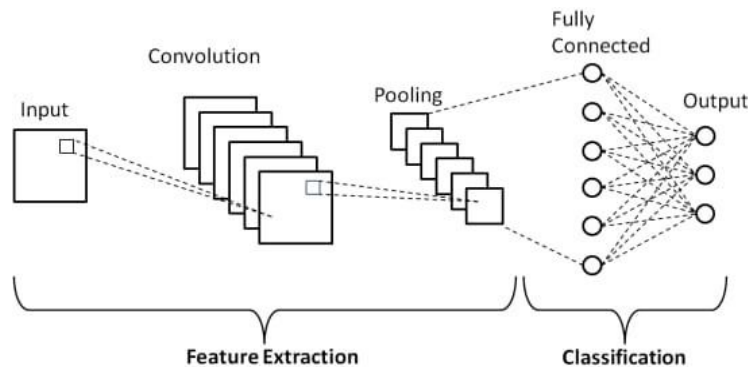 Input
Convolution
Pooling
Fully
Connected
Output
Feature Extraction
Classification